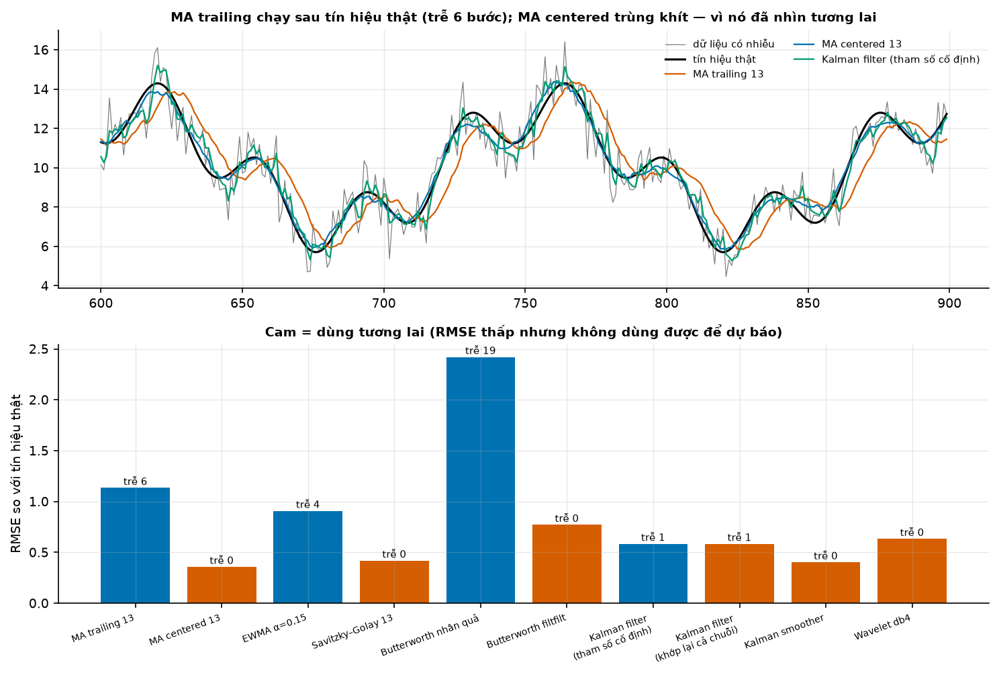 MA trailing chạy sau tín hiệu thật (trễ 6 bước); MA centered trùng khít — vì nó đã nhìn tương lai
dữ liệu có nhiễu
tín hiệu thật
MA trailing 13
MA centered 13
Kalman filter (tham số cố định)
16
14
12
10
8
6
4
600
650
700
750
800
850
900
Cam = dùng tương lai (RMSE thấp nhưng không dùng được để dự báo)
RMSE so với tín hiệu thật
2.5
2.0
1.5
1.0
0.5
0.0
trễ 6
trễ 0
trễ 4
trễ 0
trễ 19
trễ 0
trễ 1
trễ 1
trễ 0
trễ 0
MA trailing 13
MA centered 13
EWMA α=0,15
Savitzky–Golay 13
Butterworth nhân quả
Butterworth filtfilt
Kalman filter
(tham số cố định)
Kalman filter
(khớp lại cả chuỗi)
Kalman smoother
Wavelet db4